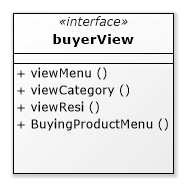 «interface»
buyerView
+ viewMenu ()
+ viewCategory ()
+ viewResi ()
+ BuyingProductMenu ()